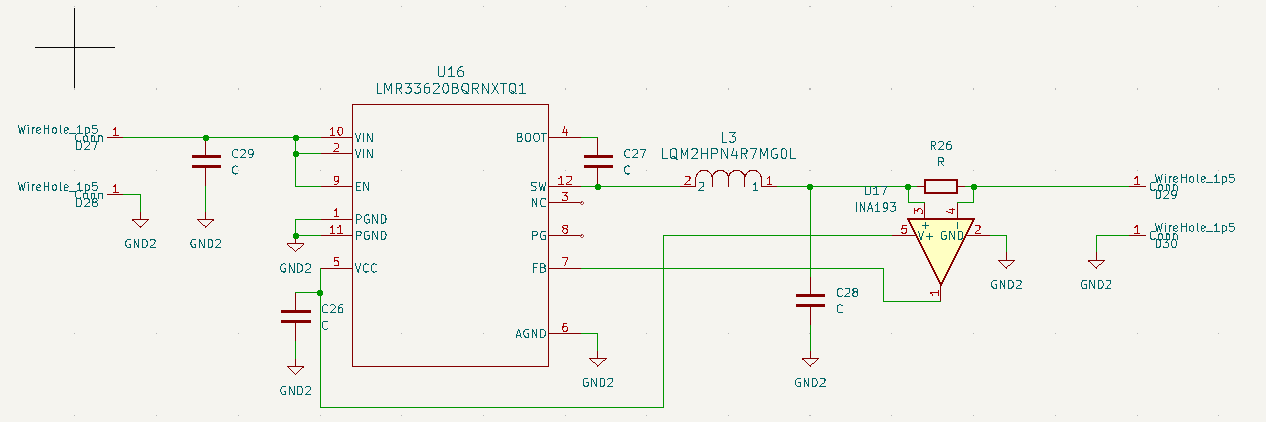 U16
LMR33620BQRNXTQ1
WireHole_1p5
Conn
D27
1
10
VIN
2
VIN
9
EN
1
PGND
11
PGND
5
VCC
BOOT
4
SW
12
NC
3
PG
8
FB
7
AGND
6
C29
C
WireHole_1p5
Conn
D28
1
GND2
GND2
GND2
C26
C
GND2
C27
C
GND2
L3
LQM2HPN4R7MG0L
2
2
1
1
C28
C
GND2
R26
R
U17
INA193
3
4
+
-
5
V+
GND
2
1
GND2
1
WireHole_1p5
Conn
D29
1
WireHole_1p5
Conn
D30
GND2